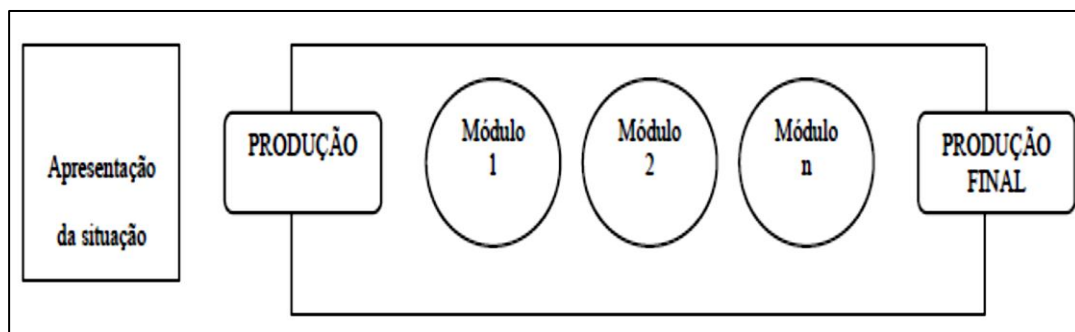 Apresentação
da situação
PRODUÇÃO
Módulo
1
Módulo
2
Módulo
n
PRODUÇÃO
FINAL